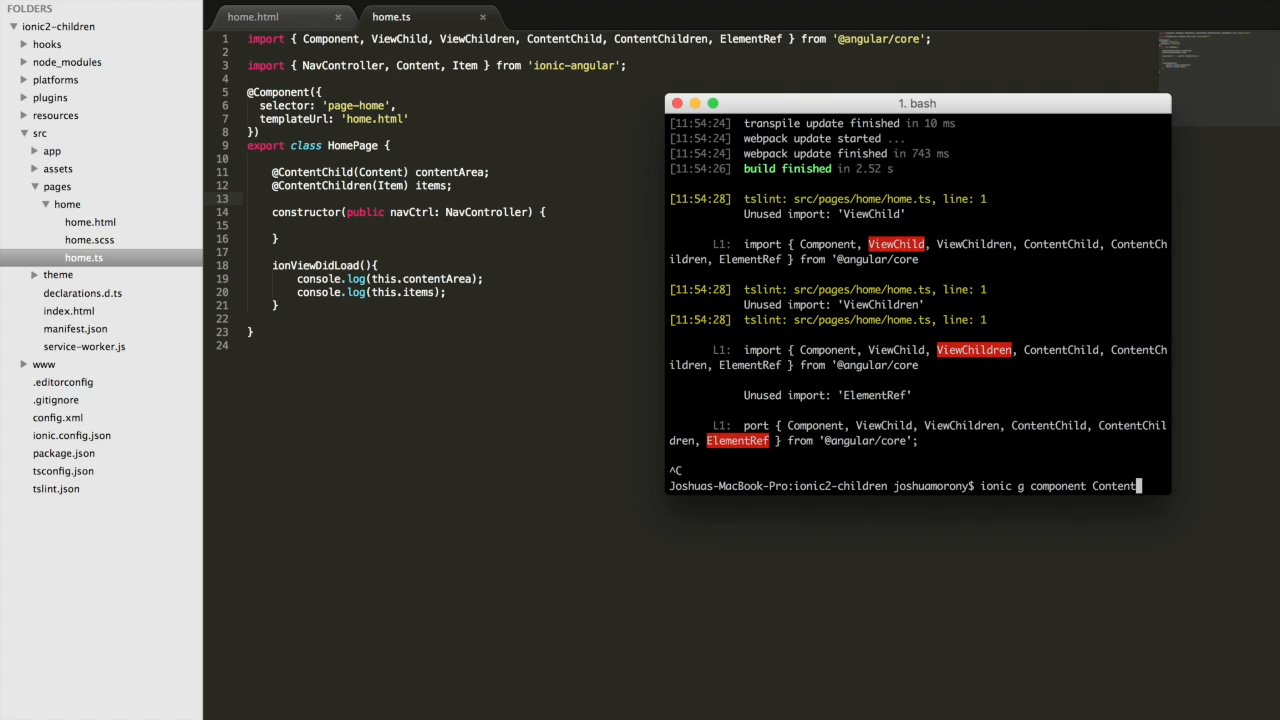 FOLDERS
ionic2-children
hooks
node_modules
platforms
plugins
resources
src
app
assets
pages
home
home.html
home.scss
home.ts
theme
declarations.d.ts
index.html
manifest.json
service-worker.js
www
.editorconfig
.gitignore
config.xml
ionic.config.json
package.json
tsconfig.json
tslint.json
home.html × home.ts ×
1 import { Component, ViewChild, ViewChildren, ContentChild, ContentChildren, ElementRef } from '@angular/core';
2
3 import { NavController, Content, Item } from 'ionic-angular';
4
5 @Component({
6 selector: 'page-home',
7 templateUrl: 'home.html'
8 })
9 export class HomePage {
10
11 @ContentChild(Content) contentArea;
12 @ContentChildren(Item) items;
13
14 constructor(public navCtrl: NavController) {
15
16 }
17
18 ionViewDidLoad(){
19 console.log(this.contentArea);
20 console.log(this.items);
21 }
22
23 }
24
1. bash
[11:54:24] transpile update finished in 10 ms
[11:54:24] webpack update started ...
[11:54:24] webpack update finished in 743 ms
[11:54:26] build finished in 2.52 s
[11:54:28] tslint: src/pages/home/home.ts, line: 1
Unused import: 'ViewChild'
L1: import { Component, ViewChild, ViewChildren, ContentChild, ContentCh
ildren, ElementRef } from '@angular/core
[11:54:28] tslint: src/pages/home/home.ts, line: 1
Unused import: 'ViewChildren'
[11:54:28] tslint: src/pages/home/home.ts, line: 1
L1: import { Component, ViewChild, ViewChildren, ContentChild, ContentCh
ildren, ElementRef } from '@angular/core
Unused import: 'ElementRef'
L1: port { Component, ViewChild, ViewChildren, ContentChild, ContentChil
dren, ElementRef } from '@angular/core';
^C
Joshuas-MacBook-Pro:ionic2-children joshuamorony$ ionic g component Content